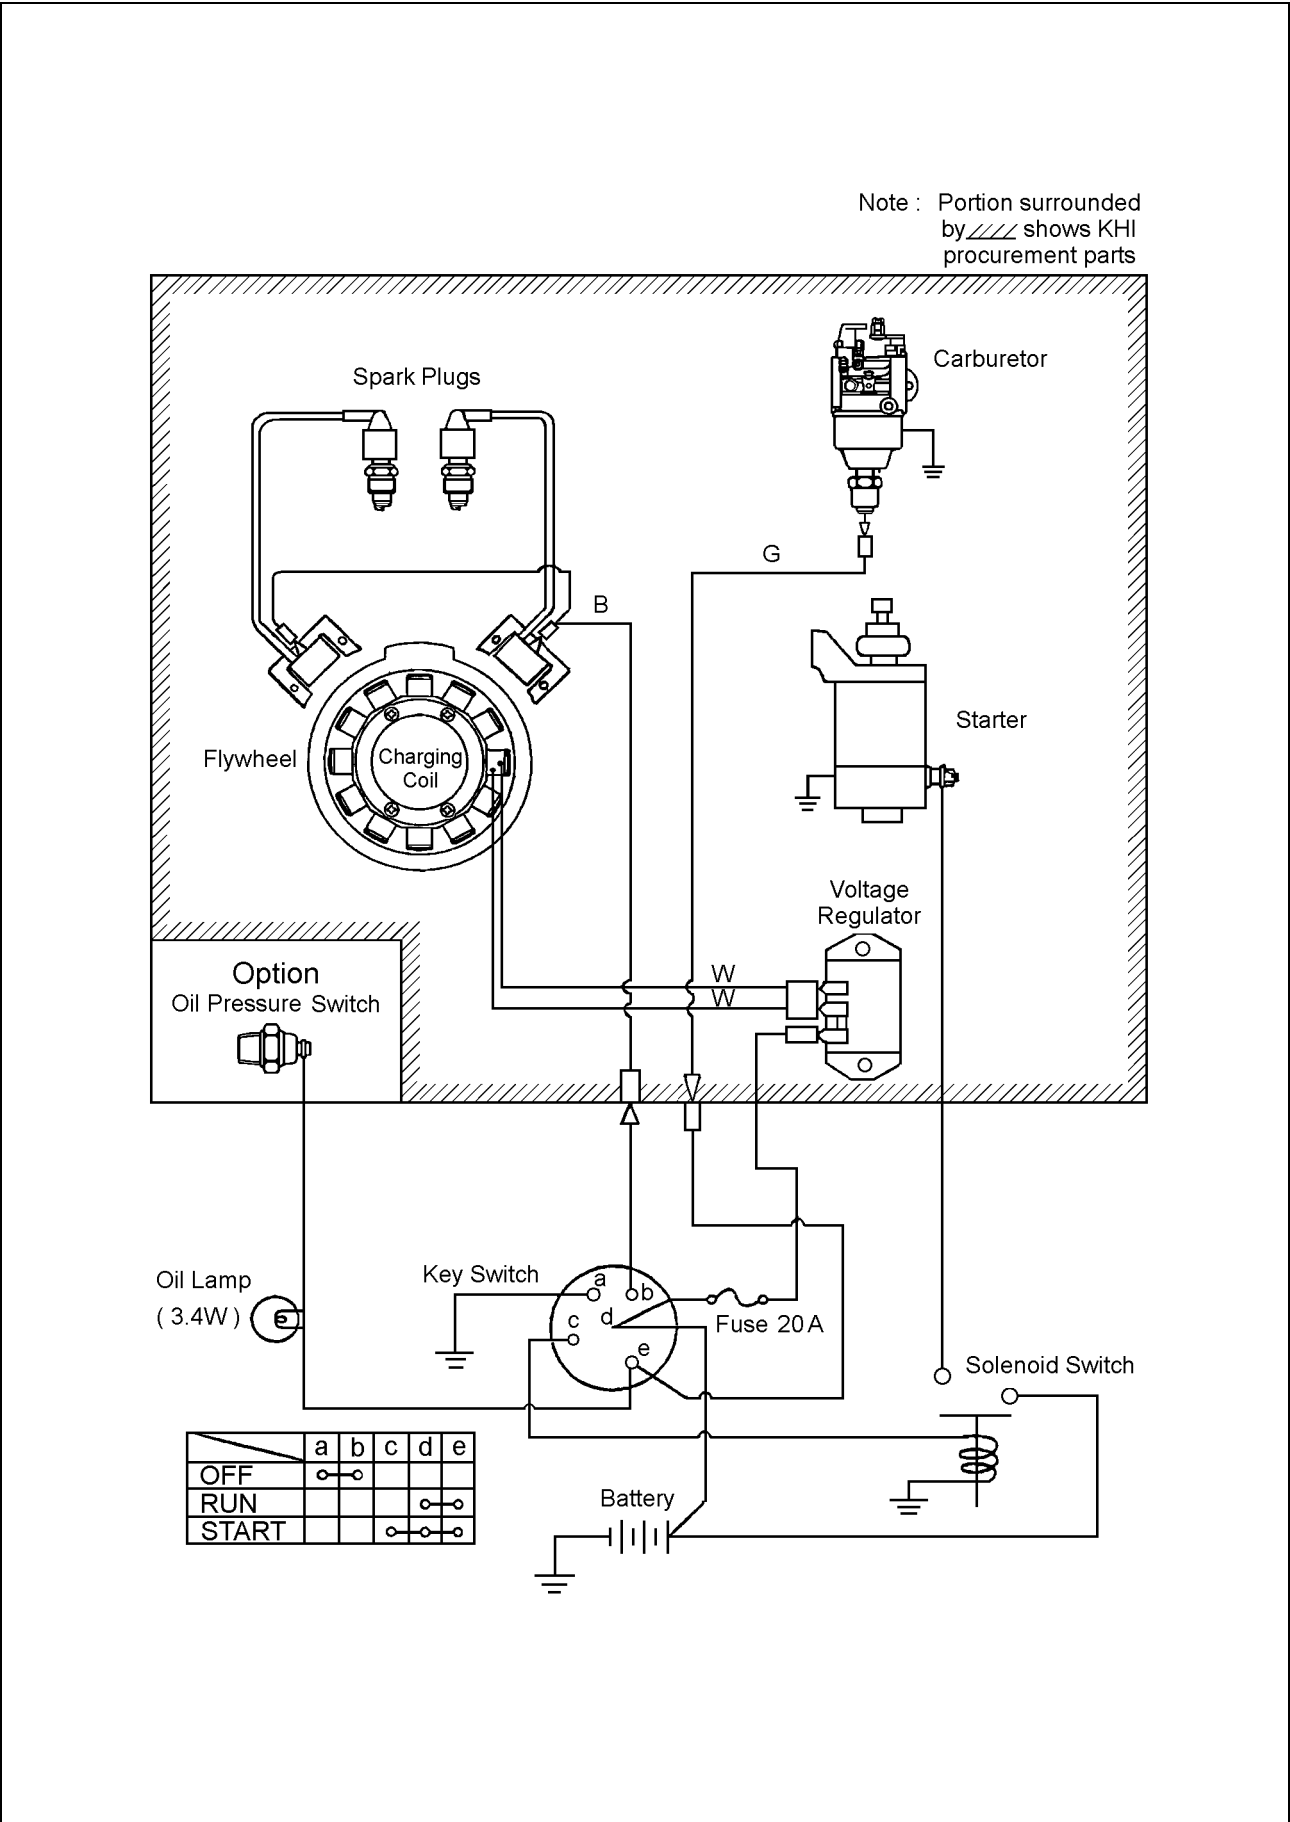 Note : Portion surrounded
by shows KHI
procurement parts
Carburetor
Spark Plugs
G
B
Starter
Flywheel
Charging
Coil
Voltage
Regulator
W
W
Option
Oil Pressure Switch
Key Switch
a
b
c
d
e
Oil Lamp
( 3.4W )
Fuse 20A
Solenoid Switch
a b c d e
OFF
RUN
START
Battery